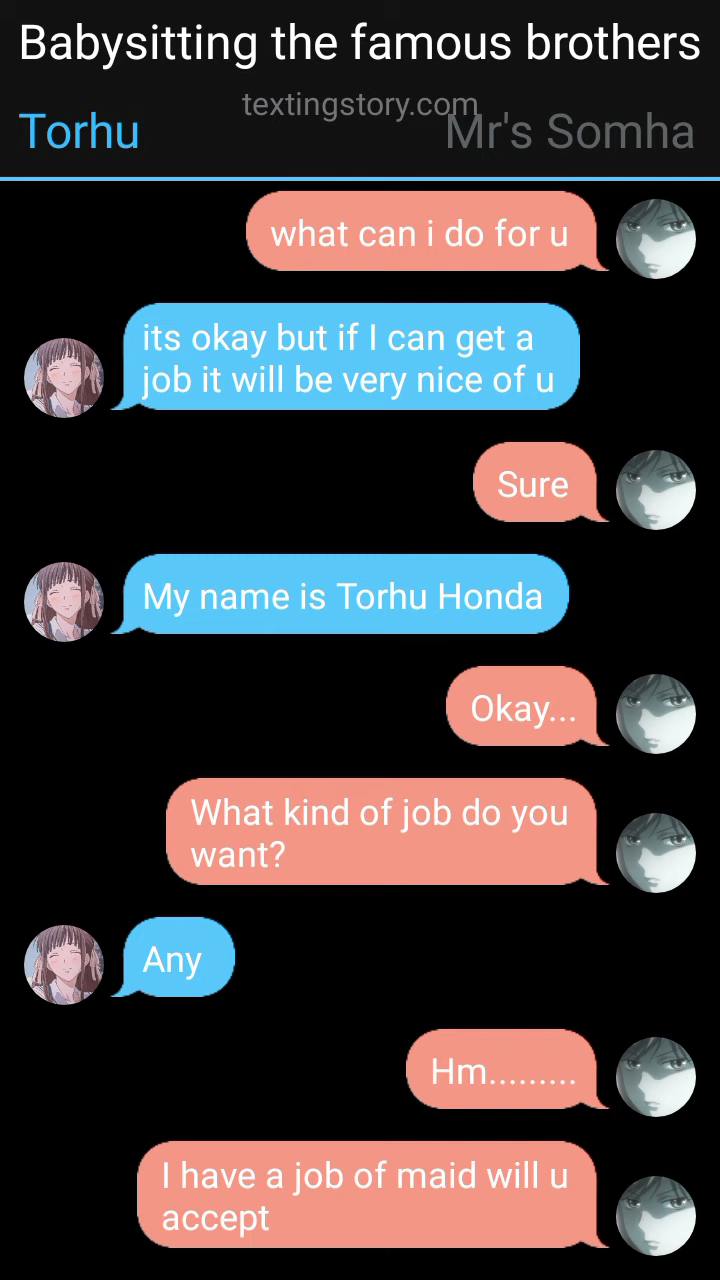 Babysitting the famous brothers
textingstory.com
Torhu
Mr's Somha
what can i do for u
its okay but if I can get a
job it will be very nice of u
Sure
My name is Torhu Honda
Okay...
What kind of job do you
want?
Any
Hm.........
I have a job of maid will u
accept